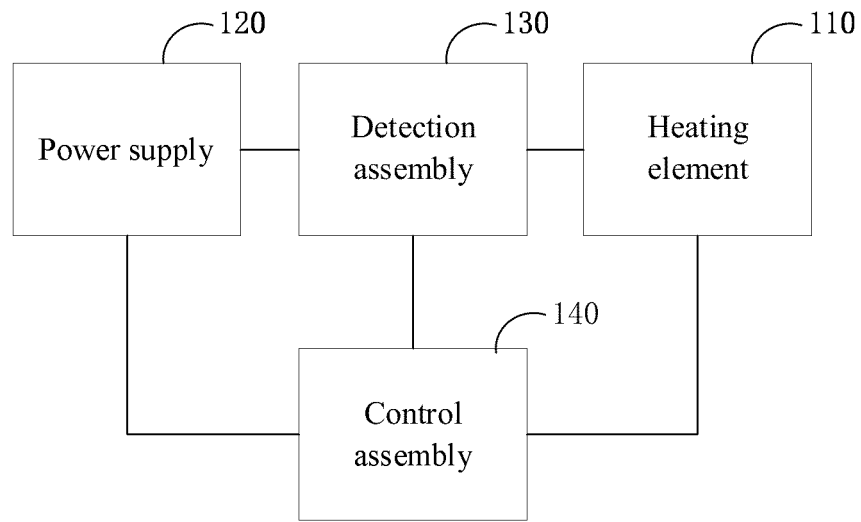 120
130
110
Power supply
Detection
assembly
Heating
element
140
Control
assembly